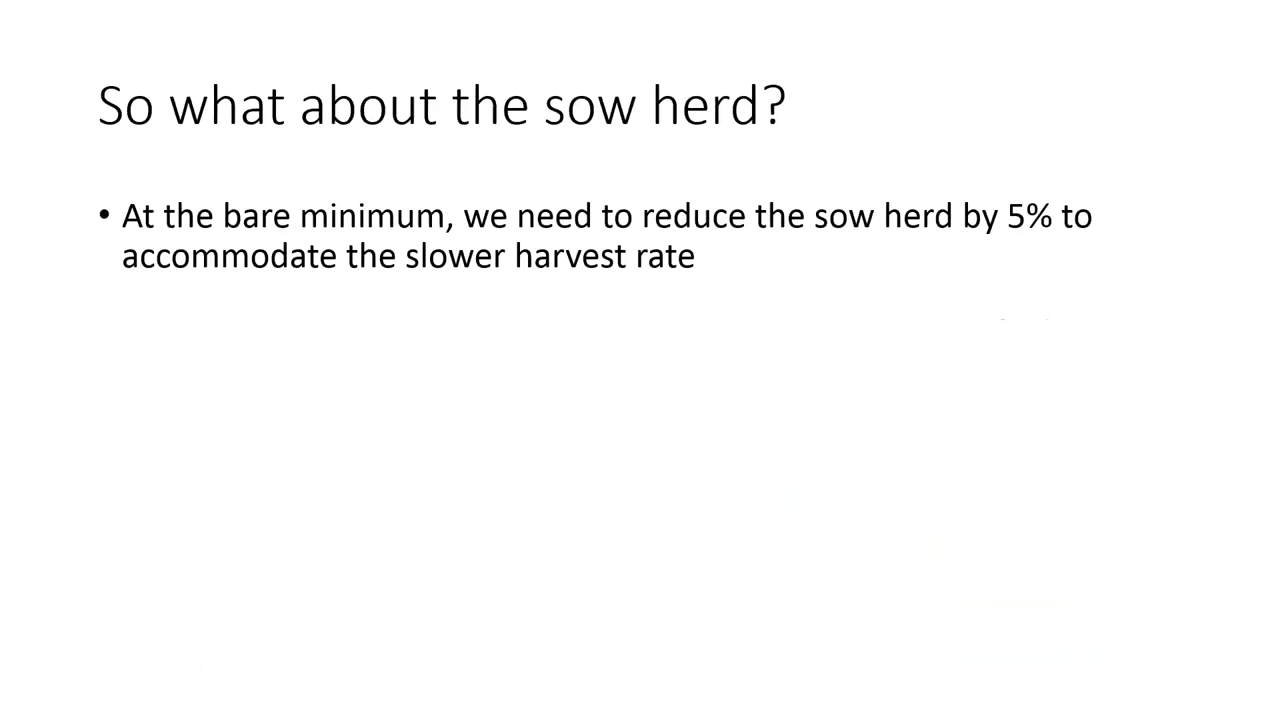 So what about the sow herd?
• At the bare minimum, we need to reduce the sow herd by 5% to
accommodate the slower harvest rate